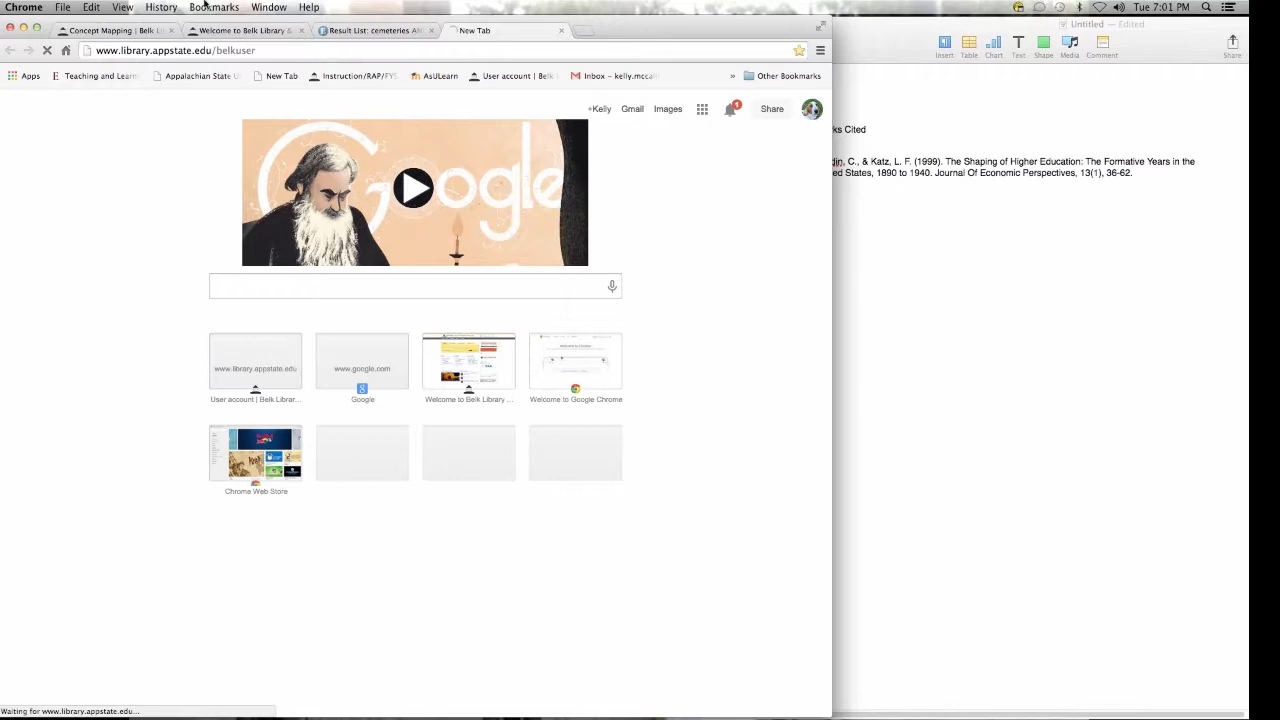 Chrome File Edit View History Bookmarks Window Help Tue 7:01 PM
Concept Mapping | Belk Li Welcome to Belk Library & Result List: cemeteries AN New Tab
www.library.appstate.edu/belkuser
Apps Teaching and Learn Appalachian State U New Tab Instruction/RAP/FYS AsULearn User account | Belk Inbox – kelly.mcca » Other Bookmarks
+Kelly Gmail Images 1 Share
Google
www.library.appstate.edu www.google.com
User account | Belk Librar... Google Welcome to Belk Library ... Welcome to Google Chrome
Chrome Web Store
Waiting for www.library.appstate.edu...
Untitled — Edited
Insert Table Chart Text Shape Media Comment Share
ks Cited
din, C., & Katz, L. F. (1999). The Shaping of Higher Education: The Formative Years in the
ed States, 1890 to 1940. Journal Of Economic Perspectives, 13(1), 36-62.